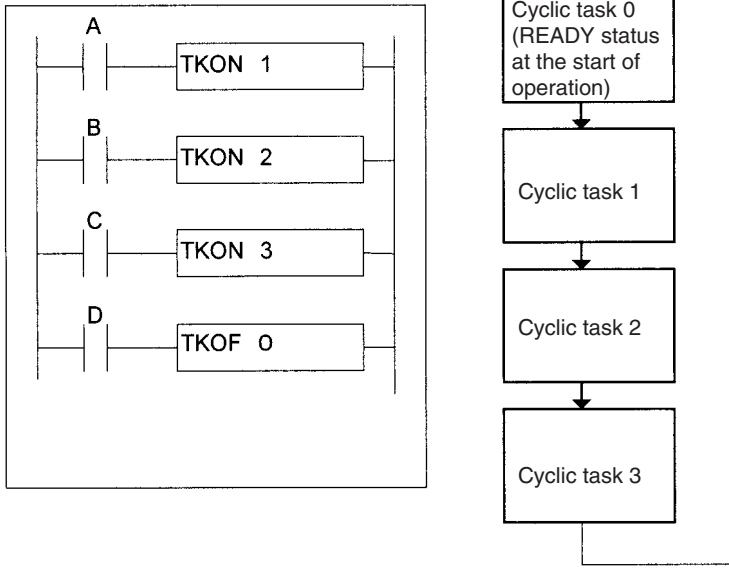 A
TKON 1
B
TKON 2
C
TKON 3
D
TKOF 0
Cyclic task 0
(READY status
at the start of
operation)
Cyclic task 1
Cyclic task 2
Cyclic task 3